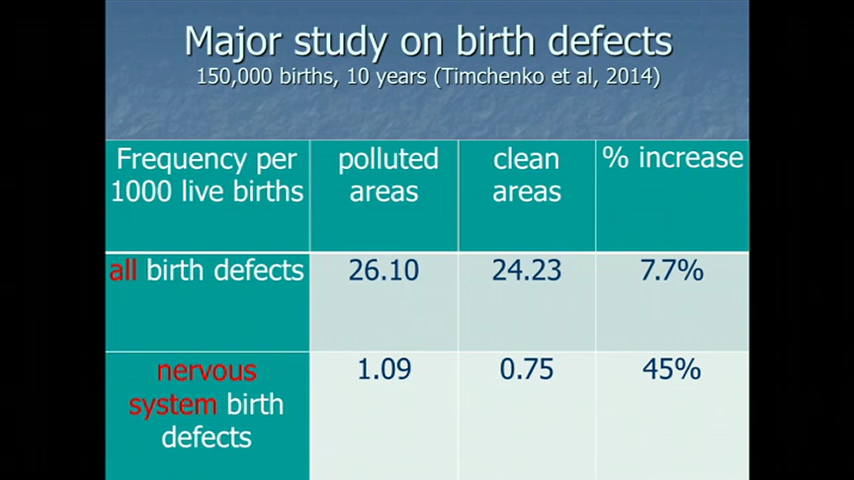 Major study on birth defects
150,000 births, 10 years (Timchenko et al, 2014)
Frequency per
1000 live births
polluted
areas
clean
areas
% increase
all birth defects
26.10
24.23
7.7%
nervous
system birth
defects
1.09
0.75
45%